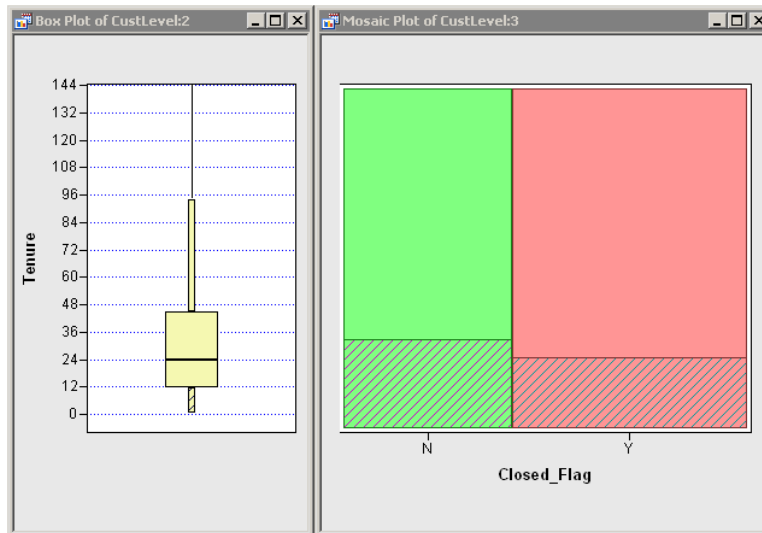 Box Plot of CustLevel:2
Mosaic Plot of CustLevel:3
144
132
120
108
96
84
72
60
48
36
24
12
0
Tenure
N Y
Closed_Flag